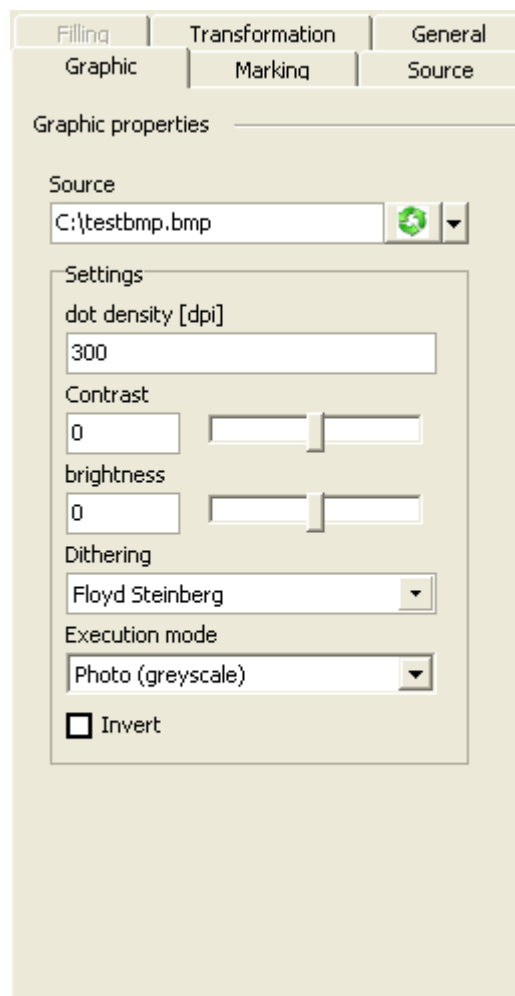 Filling Transformation General
Graphic Marking Source
Graphic properties
Source
C:\testbmp.bmp
Settings
dot density [dpi]
300
Contrast
0
brightness
0
Dithering
Floyd Steinberg
Execution mode
Photo (greyscale)
Invert